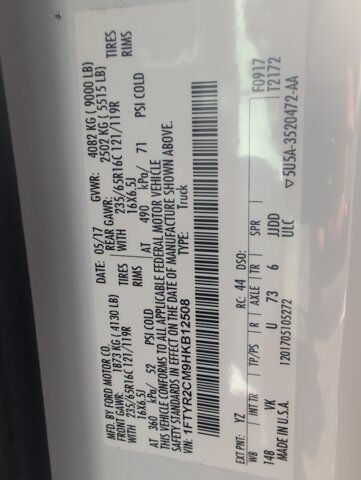 MFD. BY FORD MOTOR CO.
DATE: 05/17 GVWR: 4082 KG ( 9000 LB)
FRONT GAWR: 1873 KG ( 4130 LB) REAR GAWR: 2502 KG ( 5515 LB)
WITH 235/65R16C 121/119R TIRES WITH 235/65R16C 121/119R TIRES
16X6.5J RIMS 16X6.5J RIMS
AT 360 kPa/ 52 PSI COLD AT 490 kPa/ 71 PSI COLD
THIS VEHICLE CONFORMS TO ALL APPLICABLE FEDERAL MOTOR VEHICLE
SAFETY STANDARDS IN EFFECT ON THE DATE OF MANUFACTURE SHOWN ABOVE.
VIN: 1FTYR2CM9HKB12508 TYPE: Truck
F0917
T2172
EXT PNT: YZ RC: 44 DSO:
WB INT TR TP/PS R AXLE TR SPR
148 VK U 73 6 JJDD
MADE IN U.S.A. 1201705105272 ULC
▽5U5A-3520472-AA